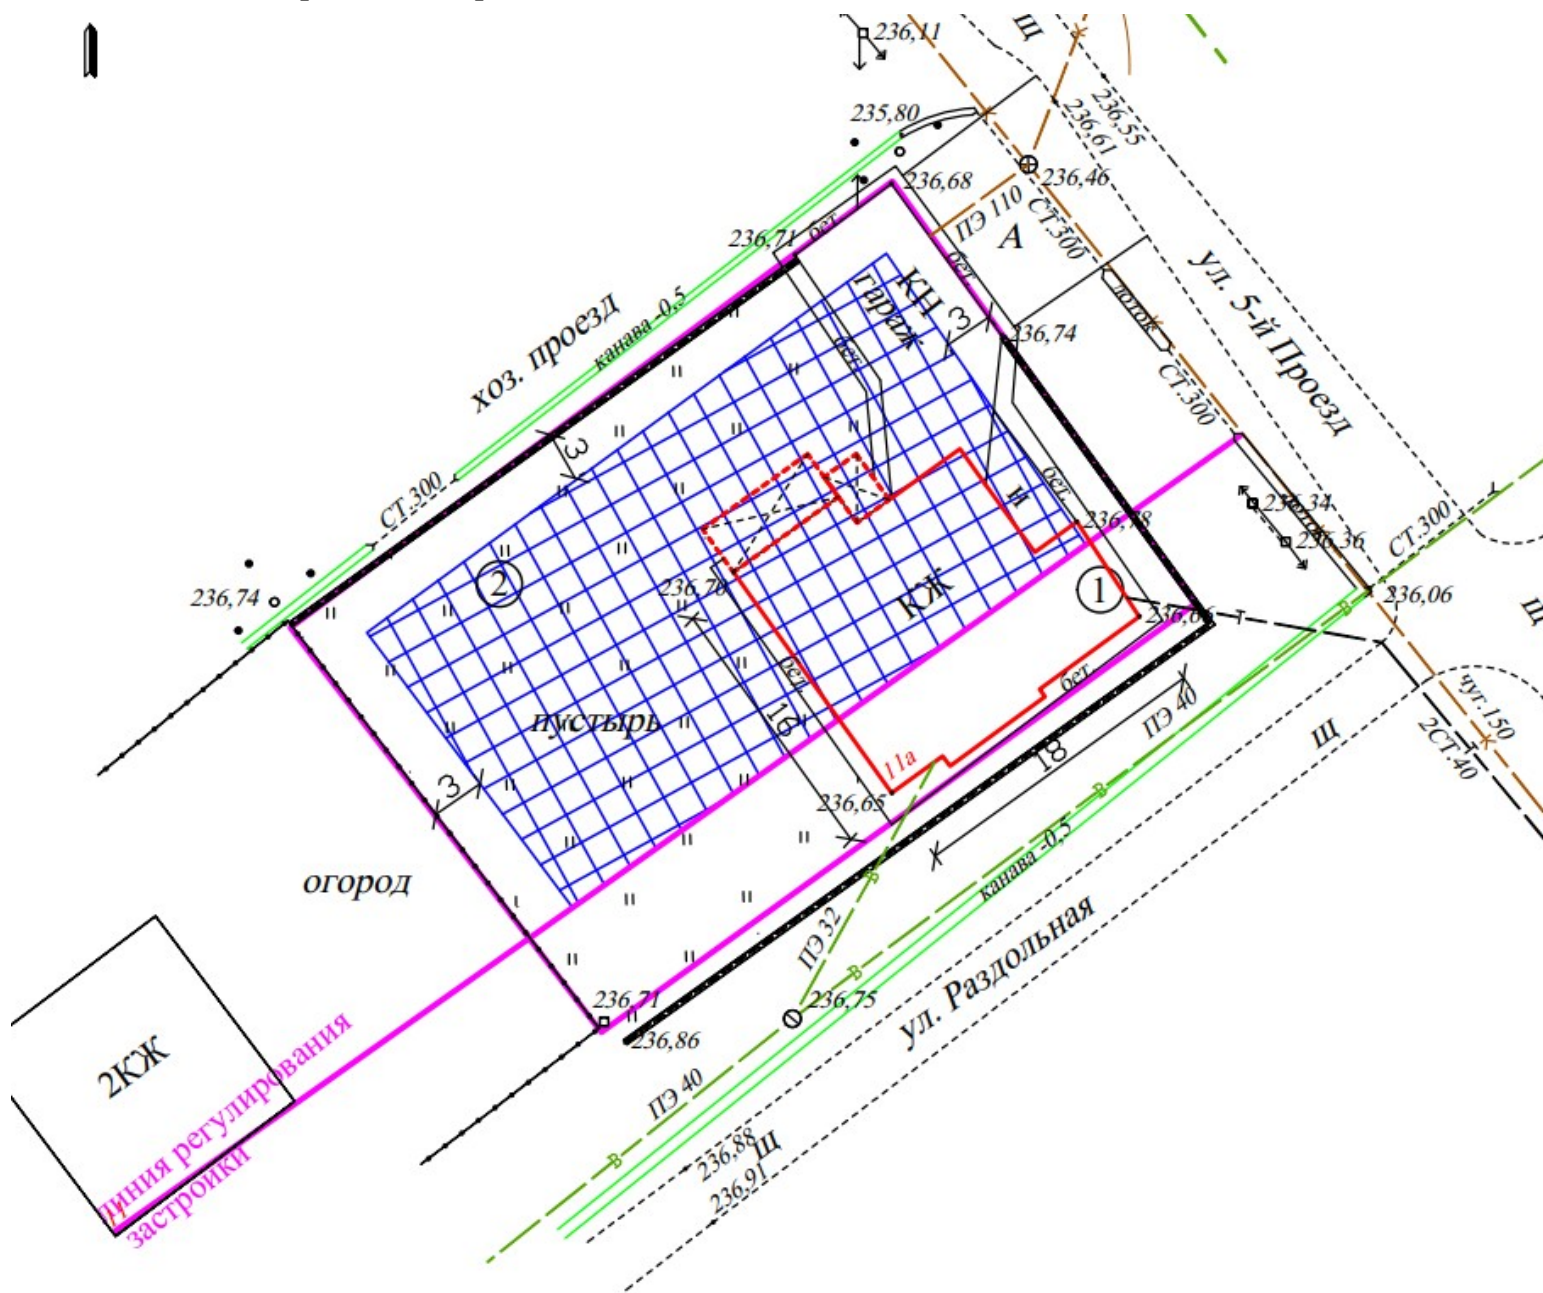 236,11
Щ
235,80
236,55
236,61
236,68
236,46
ПЭ 110
СТ.300
А
236,71
бет.
бет.
КН
гараж
3
ул. 5-й Проезд
лоток
хоз. проезд
канава -0,5
бет.
236,74
СТ.300
3
СТ.300
бет.
н
236,78
236,34
лоток
236,36
СТ.300
236,74
2
236,70
КЖ
1
236,66
Т
236,06
В
Щ
пустырь
бет.
16
бет.
ПЭ 40
18
Щ
чуг.150
Т
2СТ.40
3
11а
236,65
В
огород
В
канава -0,5
ПЭ 32
В
ул. Раздольная
236,71
236,75
236,86
2КЖ
ПЭ 40
линия регулирования
застройки
В
236,88
Щ
236,91